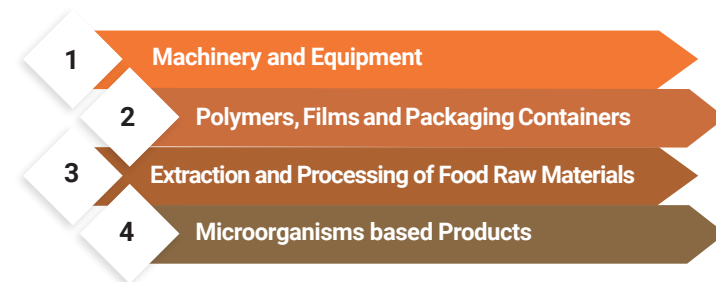 1 Machinery and Equipment
2 Polymers, Films and Packaging Containers
3 Extraction and Processing of Food Raw Materials
4 Microorganisms based Products